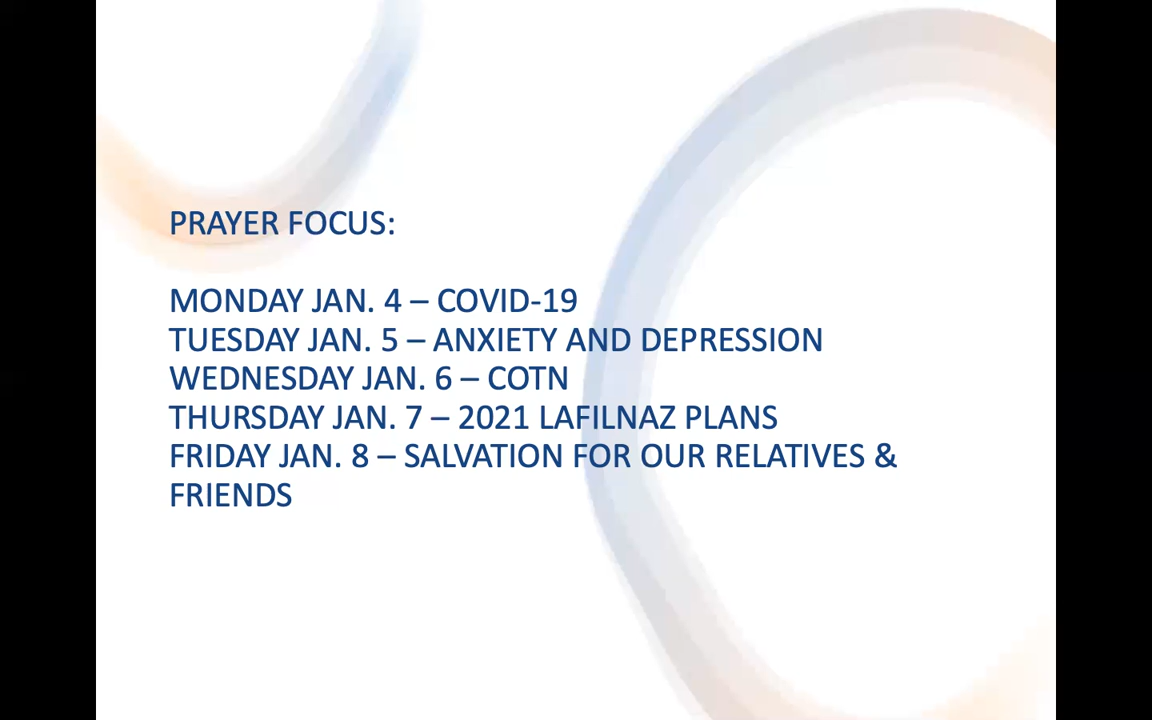 PRAYER FOCUS:
MONDAY JAN. 4 – COVID-19
TUESDAY JAN. 5 – ANXIETY AND DEPRESSION
WEDNESDAY JAN. 6 – COTN
THURSDAY JAN. 7 – 2021 LAFILNAZ PLANS
FRIDAY JAN. 8 – SALVATION FOR OUR RELATIVES &
FRIENDS